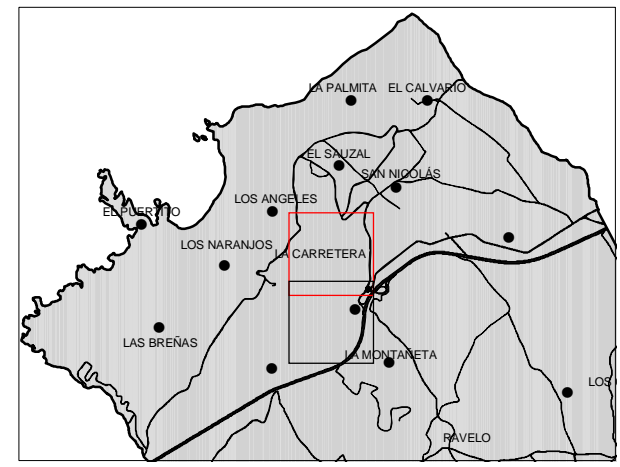 LA PALMITA
EL CALVARIO
EL SAUZAL
SAN NICOLÁS
LOS ANGELES
EL PUERTITO
LOS NARANJOS
LA CARRETERA
LAS BREÑAS
LA MONTAÑETA
LOS
RAVELO